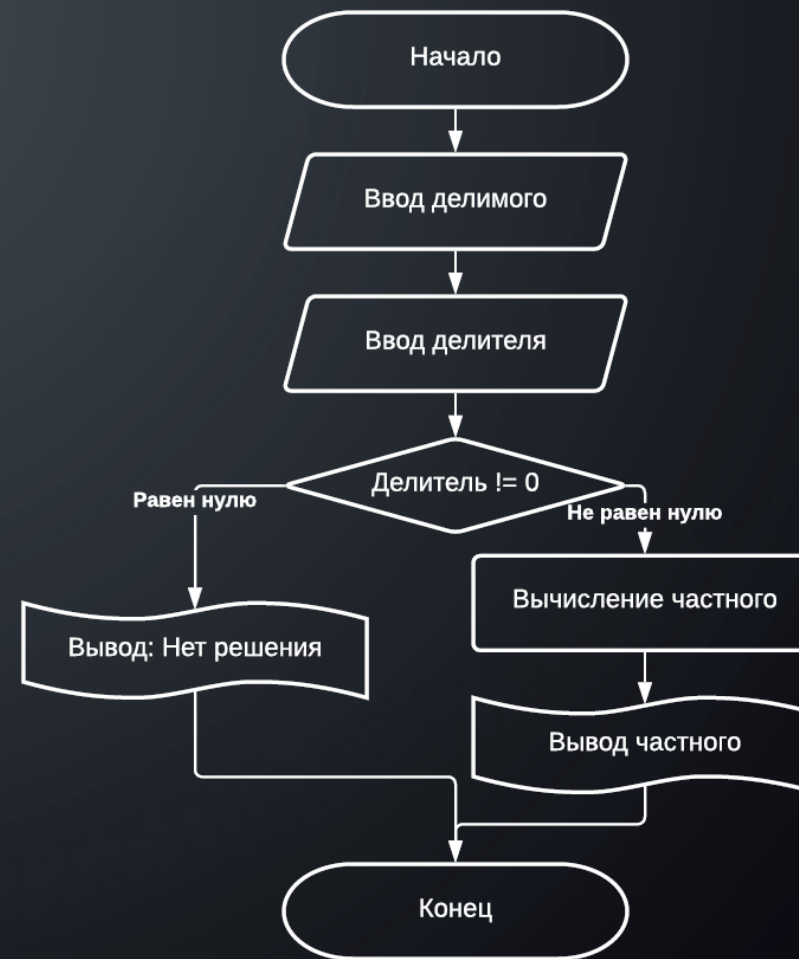 Начало
Ввод делимого
Ввод делителя
Делитель != 0
Равен нулю
Не равен нулю
Вычисление частного
Вывод: Нет решения
Вывод частного
Конец